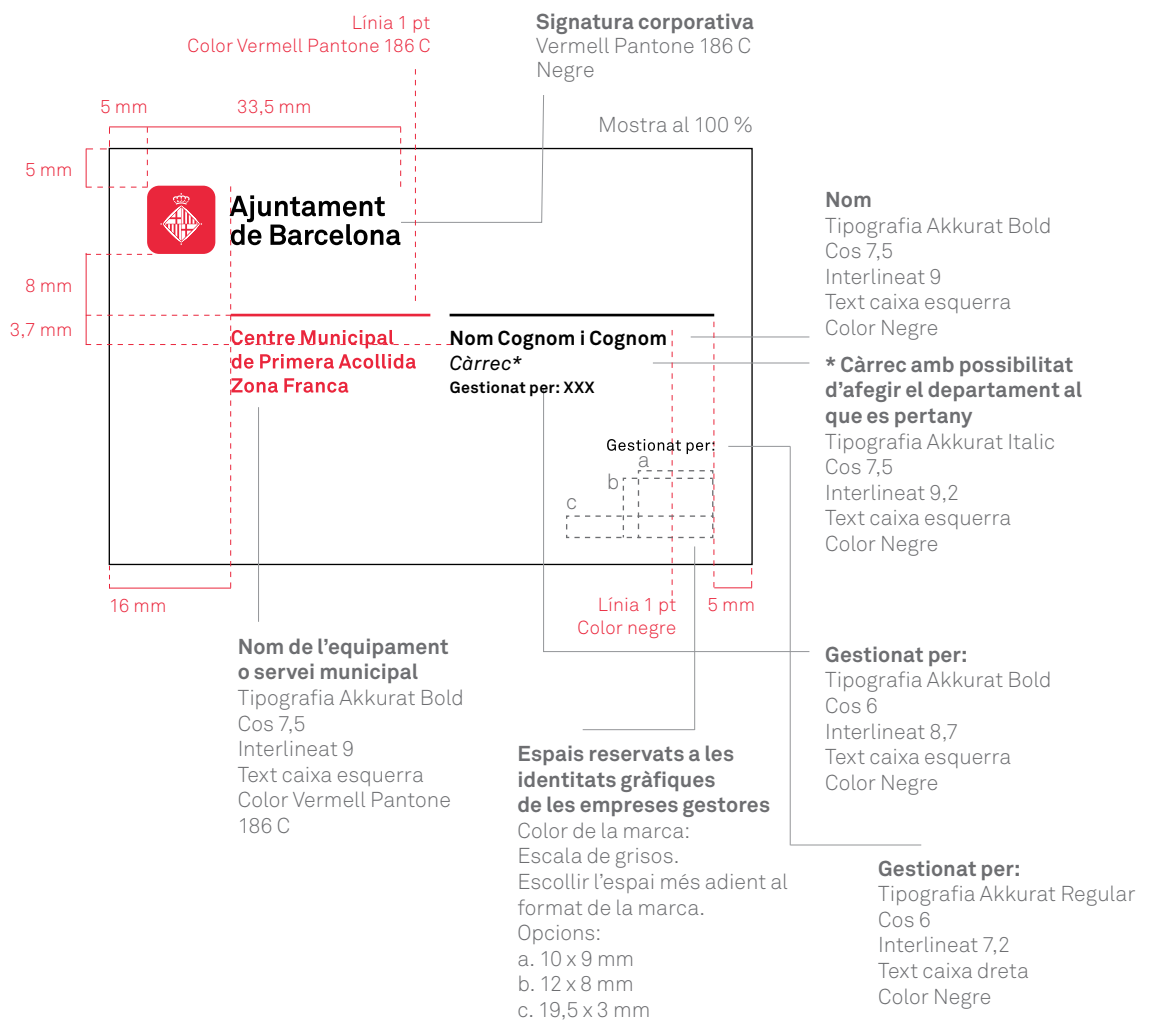 Línia 1 pt
Color Vermell Pantone 186 C
Signatura corporativa
Vermell Pantone 186 C
Negre
5 mm
33,5 mm
Mostra al 100 %
5 mm
Ajuntament
de Barcelona
8 mm
3,7 mm
Centre Municipal
de Primera Acollida
Zona Franca
Nom Cognom i Cognom
Càrrec*
Gestionat per: XXX
Gestionat per:
a
b
c
16 mm
Línia 1 pt
Color negre
5 mm
Nom
Tipografia Akkurat Bold
Cos 7,5
Interlineat 9
Text caixa esquerra
Color Negre
* Càrrec amb possibilitat
d’afegir el departament al
que es pertany
Tipografia Akkurat Italic
Cos 7,5
Interlineat 9,2
Text caixa esquerra
Color Negre
Nom de l’equipament
o servei municipal
Tipografia Akkurat Bold
Cos 7,5
Interlineat 9
Text caixa esquerra
Color Vermell Pantone
186 C
Espais reservats a les
identitats gràfiques
de les empreses gestores
Color de la marca:
Escala de grisos.
Escollir l’espai més adient al
format de la marca.
Opcions:
a. 10 x 9 mm
b. 12 x 8 mm
c. 19,5 x 3 mm
Gestionat per:
Tipografia Akkurat Bold
Cos 6
Interlineat 8,7
Text caixa esquerra
Color Negre
Gestionat per:
Tipografia Akkurat Regular
Cos 6
Interlineat 7,2
Text caixa dreta
Color Negre